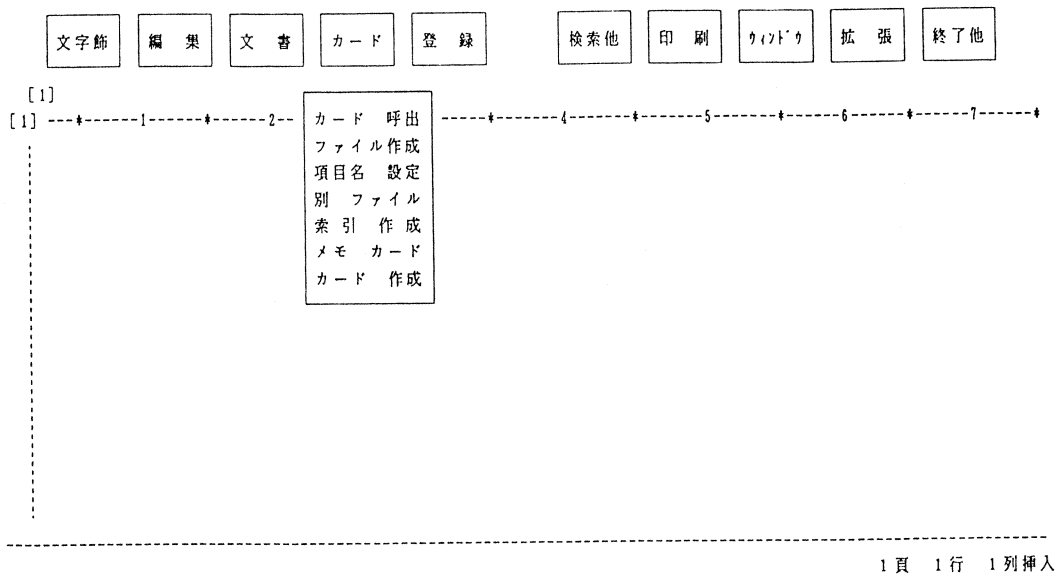 文字飾 編 集 文 書 カード 登 録 検索他 印 刷 ウィンドウ 拡 張 終了他
[1]
[1] ---*------1------*------2-- -----*-------4-------*-------5-------*------6-------*------7------*
カード 呼出
ファイル作成
項目名 設定
別 ファイル
索引 作成
メモ カード
カード 作成
1頁 1行 1列挿入